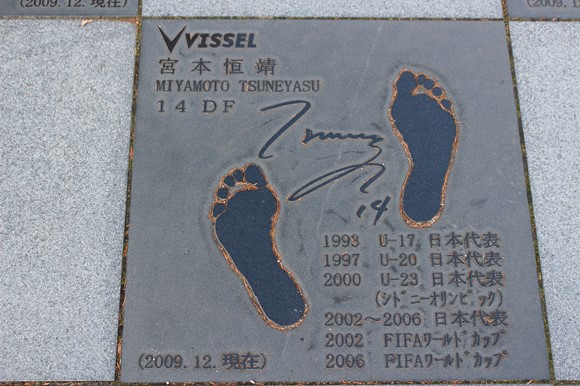 (2009.12.現在)
VISSEL
宮本恒靖
MIYAMOTO TSUNEYASU
14 DF
14
1993 U-17 日本代表
1997 U-20 日本代表
2000 U-23 日本代表
(ｼﾄﾞﾆｰｵﾘﾝﾋﾟｯｸ)
2002～2006 日本代表
2002 FIFAﾜｰﾙﾄﾞｶｯﾌﾟ
2006 FIFAﾜｰﾙﾄﾞｶｯﾌﾟ
(2009.12.現在)